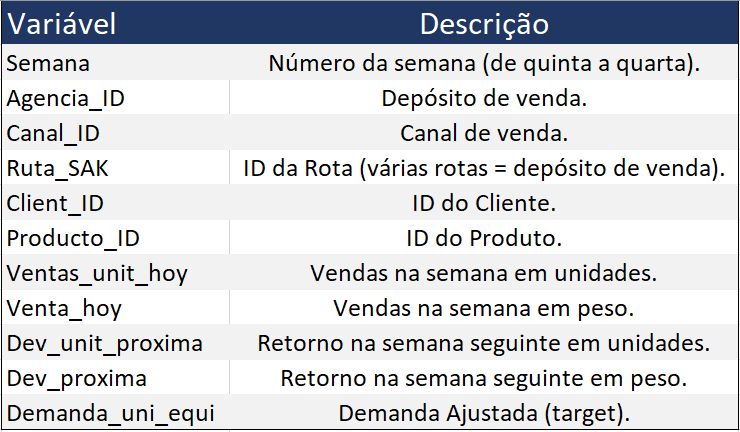 Variável Descrição
Semana Número da semana (de quinta a quarta).
Agencia_ID Depósito de venda.
Canal_ID Canal de venda.
Ruta_SAK ID da Rota (várias rotas = depósito de venda).
Client_ID ID do Cliente.
Producto_ID ID do Produto.
Ventas_unit_hoy Vendas na semana em unidades.
Venta_hoy Vendas na semana em peso.
Dev_unit_proxima Retorno na semana seguinte em unidades.
Dev_proxima Retorno na semana seguinte em peso.
Demanda_uni_equi Demanda Ajustada (target).